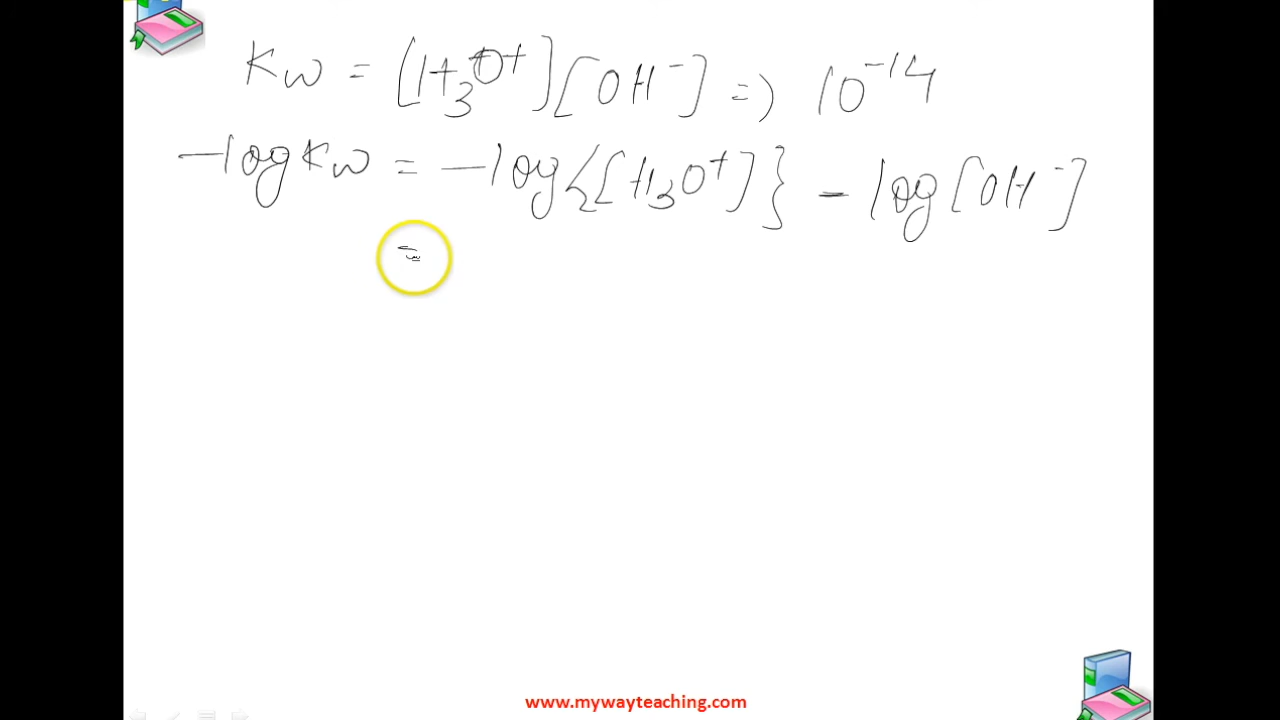 Kw = [H₃O⁺][OH⁻] => 10⁻¹⁴
-log Kw = -log{[H₃O⁺]} - log[OH⁻]
=
www.mywayteaching.com